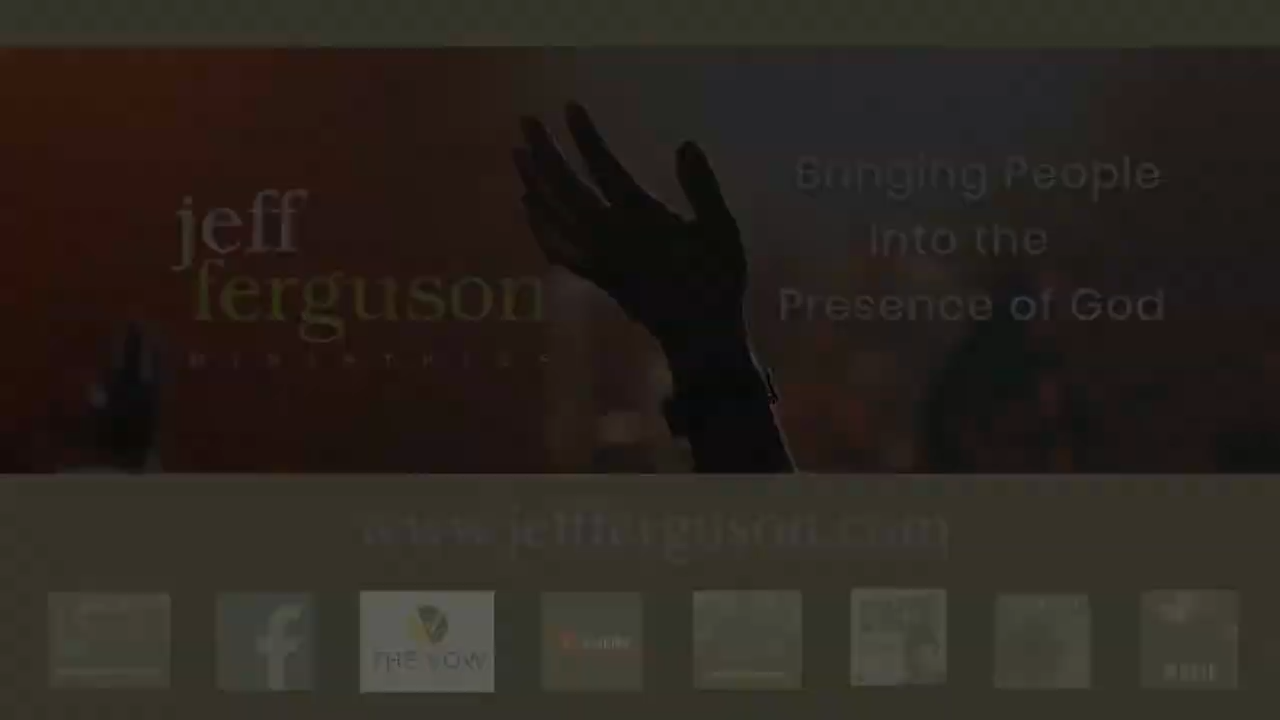 jeff
ferguson
MINISTRIES
Bringing People
into the
Presence of God
www.jeffferguson.com
THE VOW